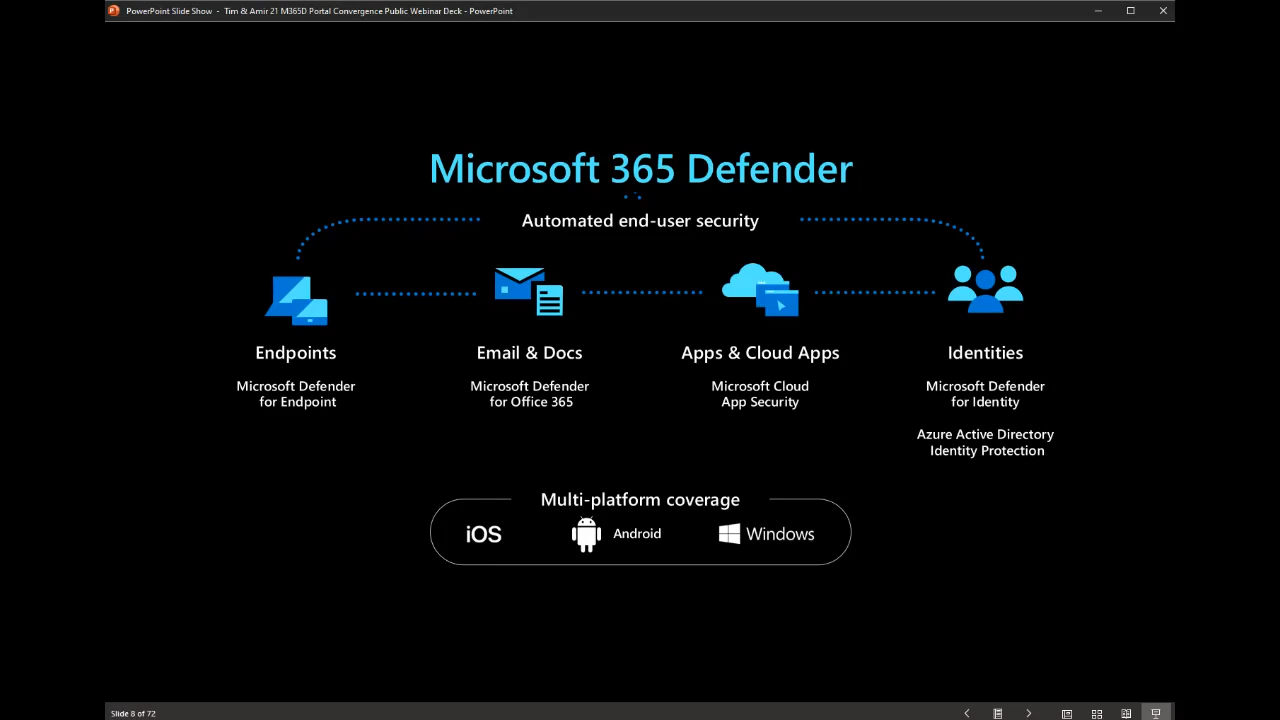 PowerPoint Slide Show - Tim & Amir 21 M365D Portal Convergence Public Webinar Deck - PowerPoint
Microsoft 365 Defender
Automated end-user security
Endpoints
Microsoft Defender
for Endpoint
Email & Docs
Microsoft Defender
for Office 365
Apps & Cloud Apps
Microsoft Cloud
App Security
Identities
Microsoft Defender
for Identity
Azure Active Directory
Identity Protection
Multi-platform coverage
iOS
Android
Windows
Slide 8 of 72